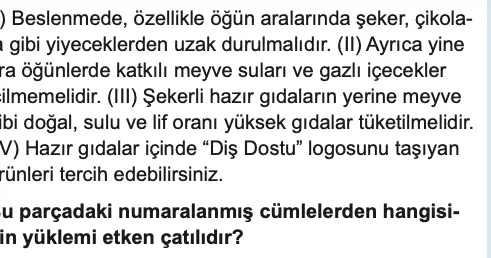 ) Beslenmede, özellikle öğün aralarında şeker, çikola-
a gibi yiyeceklerden uzak durulmalıdır. (II) Ayrıca yine
ra öğünlerde katkılı meyve suları ve gazlı içecekler
çilmemelidir. (III) Şekerli hazır gıdaların yerine meyve
ibi doğal, sulu ve lif oranı yüksek gıdalar tüketilmelidir.
V) Hazır gıdalar içinde “Diş Dostu” logosunu taşıyan
rünleri tercih edebilirsiniz.
u parçadaki numaralanmış cümlelerden hangisi-
in yüklemi etken çatılıdır?